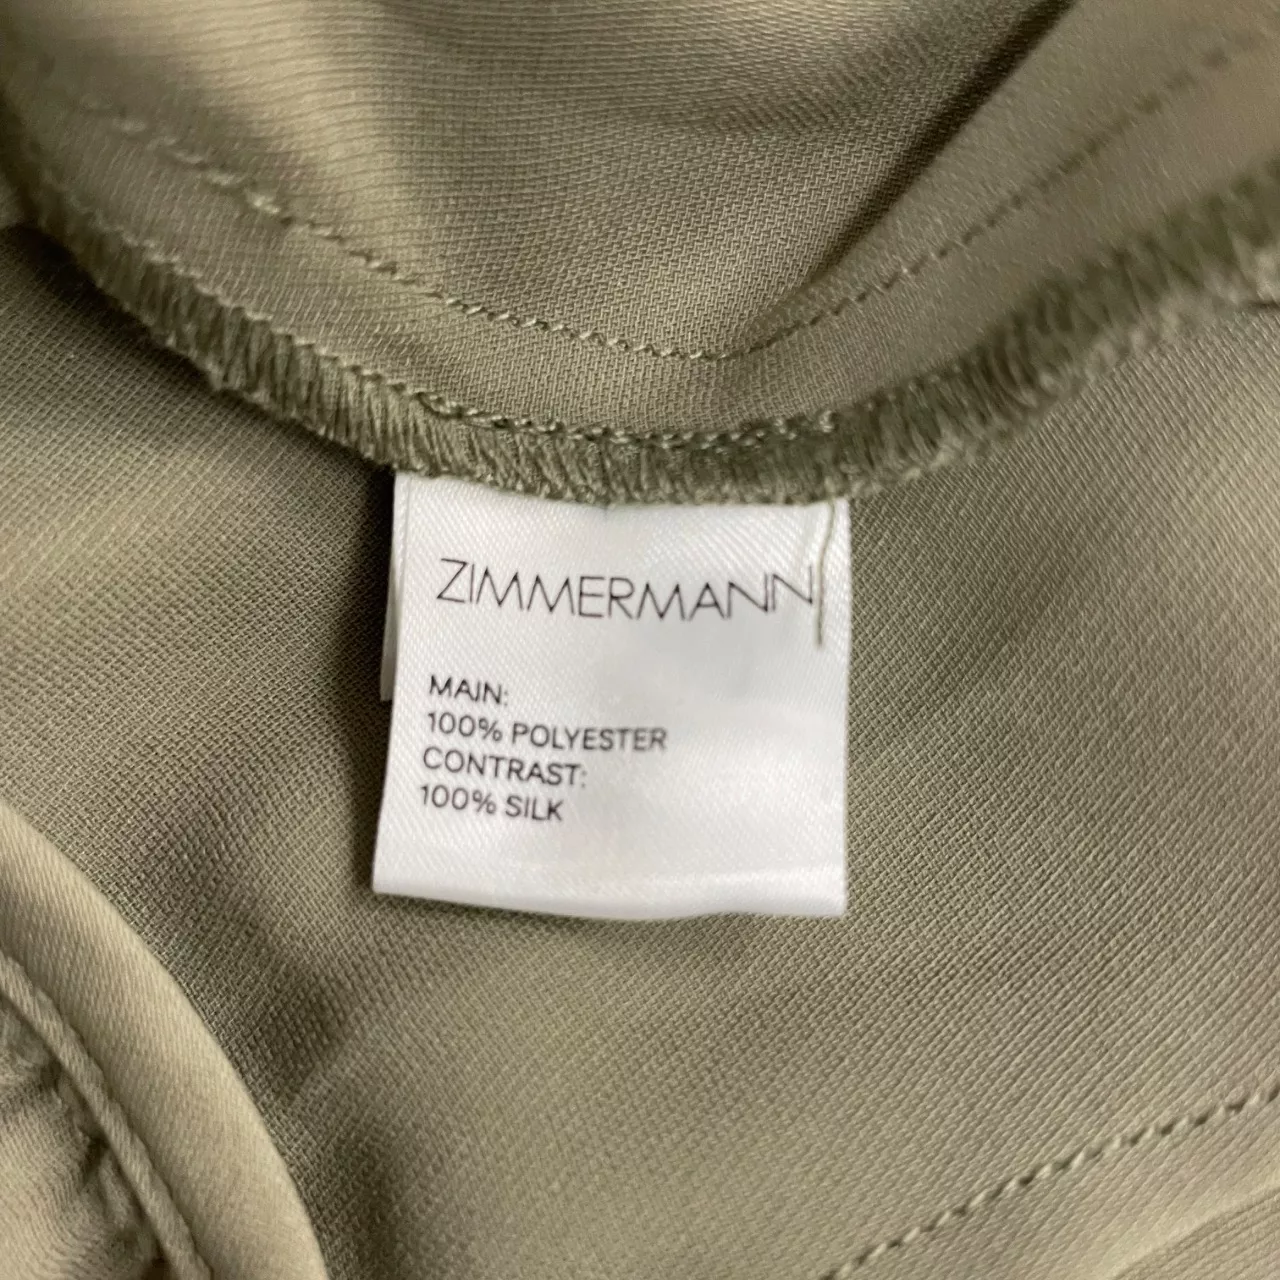 ZIMMERMANN
MAIN:
100% POLYESTER
CONTRAST:
100% SILK